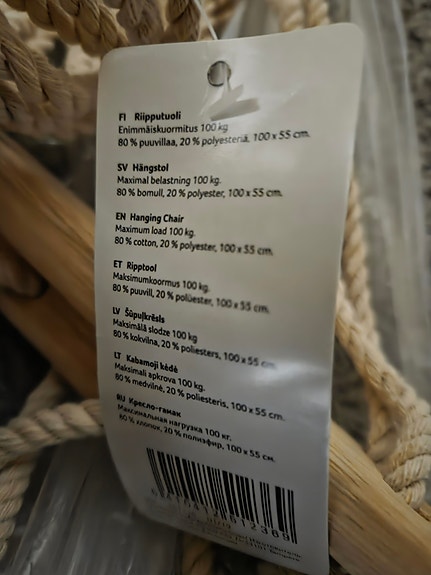 FI Riipputuoli
Enimmäiskuormitus 100 kg
80 % puuvillaa, 20 % polyesteriä, 100 x 55 cm.
SV Hängstol
Maximal belastning 100 kg.
80 % bomull, 20 % polyester, 100 x 55 cm.
EN Hanging Chair
Maximum load 100 kg.
80 % cotton, 20 % polyester, 100 x 55 cm.
ET Ripptool
Maksimumkoormus 100 kg.
80 % puuvill, 20 % polüester, 100 x 55 cm.
LV Šūpuļkrēsls
Maksimālā slodze 100 kg
80 % kokvilna, 20 % poliesters, 100 x 55 cm.
LT Kabamoji kėdė
Maksimali apkrova 100 kg.
80 % medvilnė, 20 % poliesteris, 100 x 55 cm.
RU Кресло-гамак
Максимальная нагрузка 100 кг.
80 % хлопок, 20 % полиэфир, 100 x 55 см.